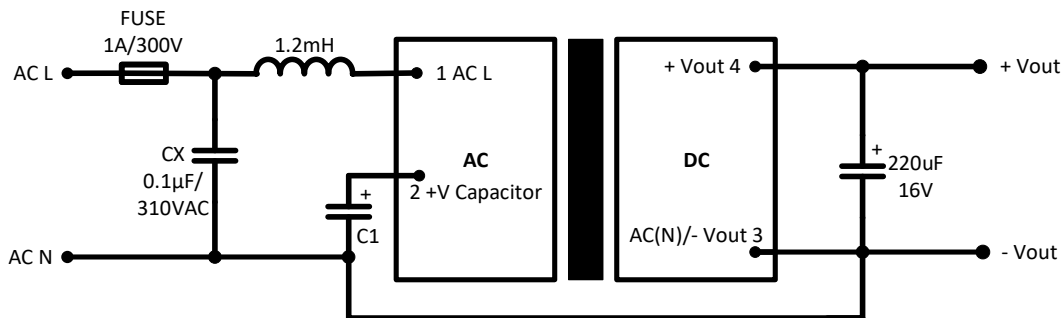 FUSE
1A/300V
1.2mH
AC L
1 AC L
+ Vout 4
+ Vout
CX
0.1µF/
310VAC
AC
DC
+
220uF
16V
2 +V Capacitor
+
C1
AC(N)/- Vout 3
AC N
- Vout